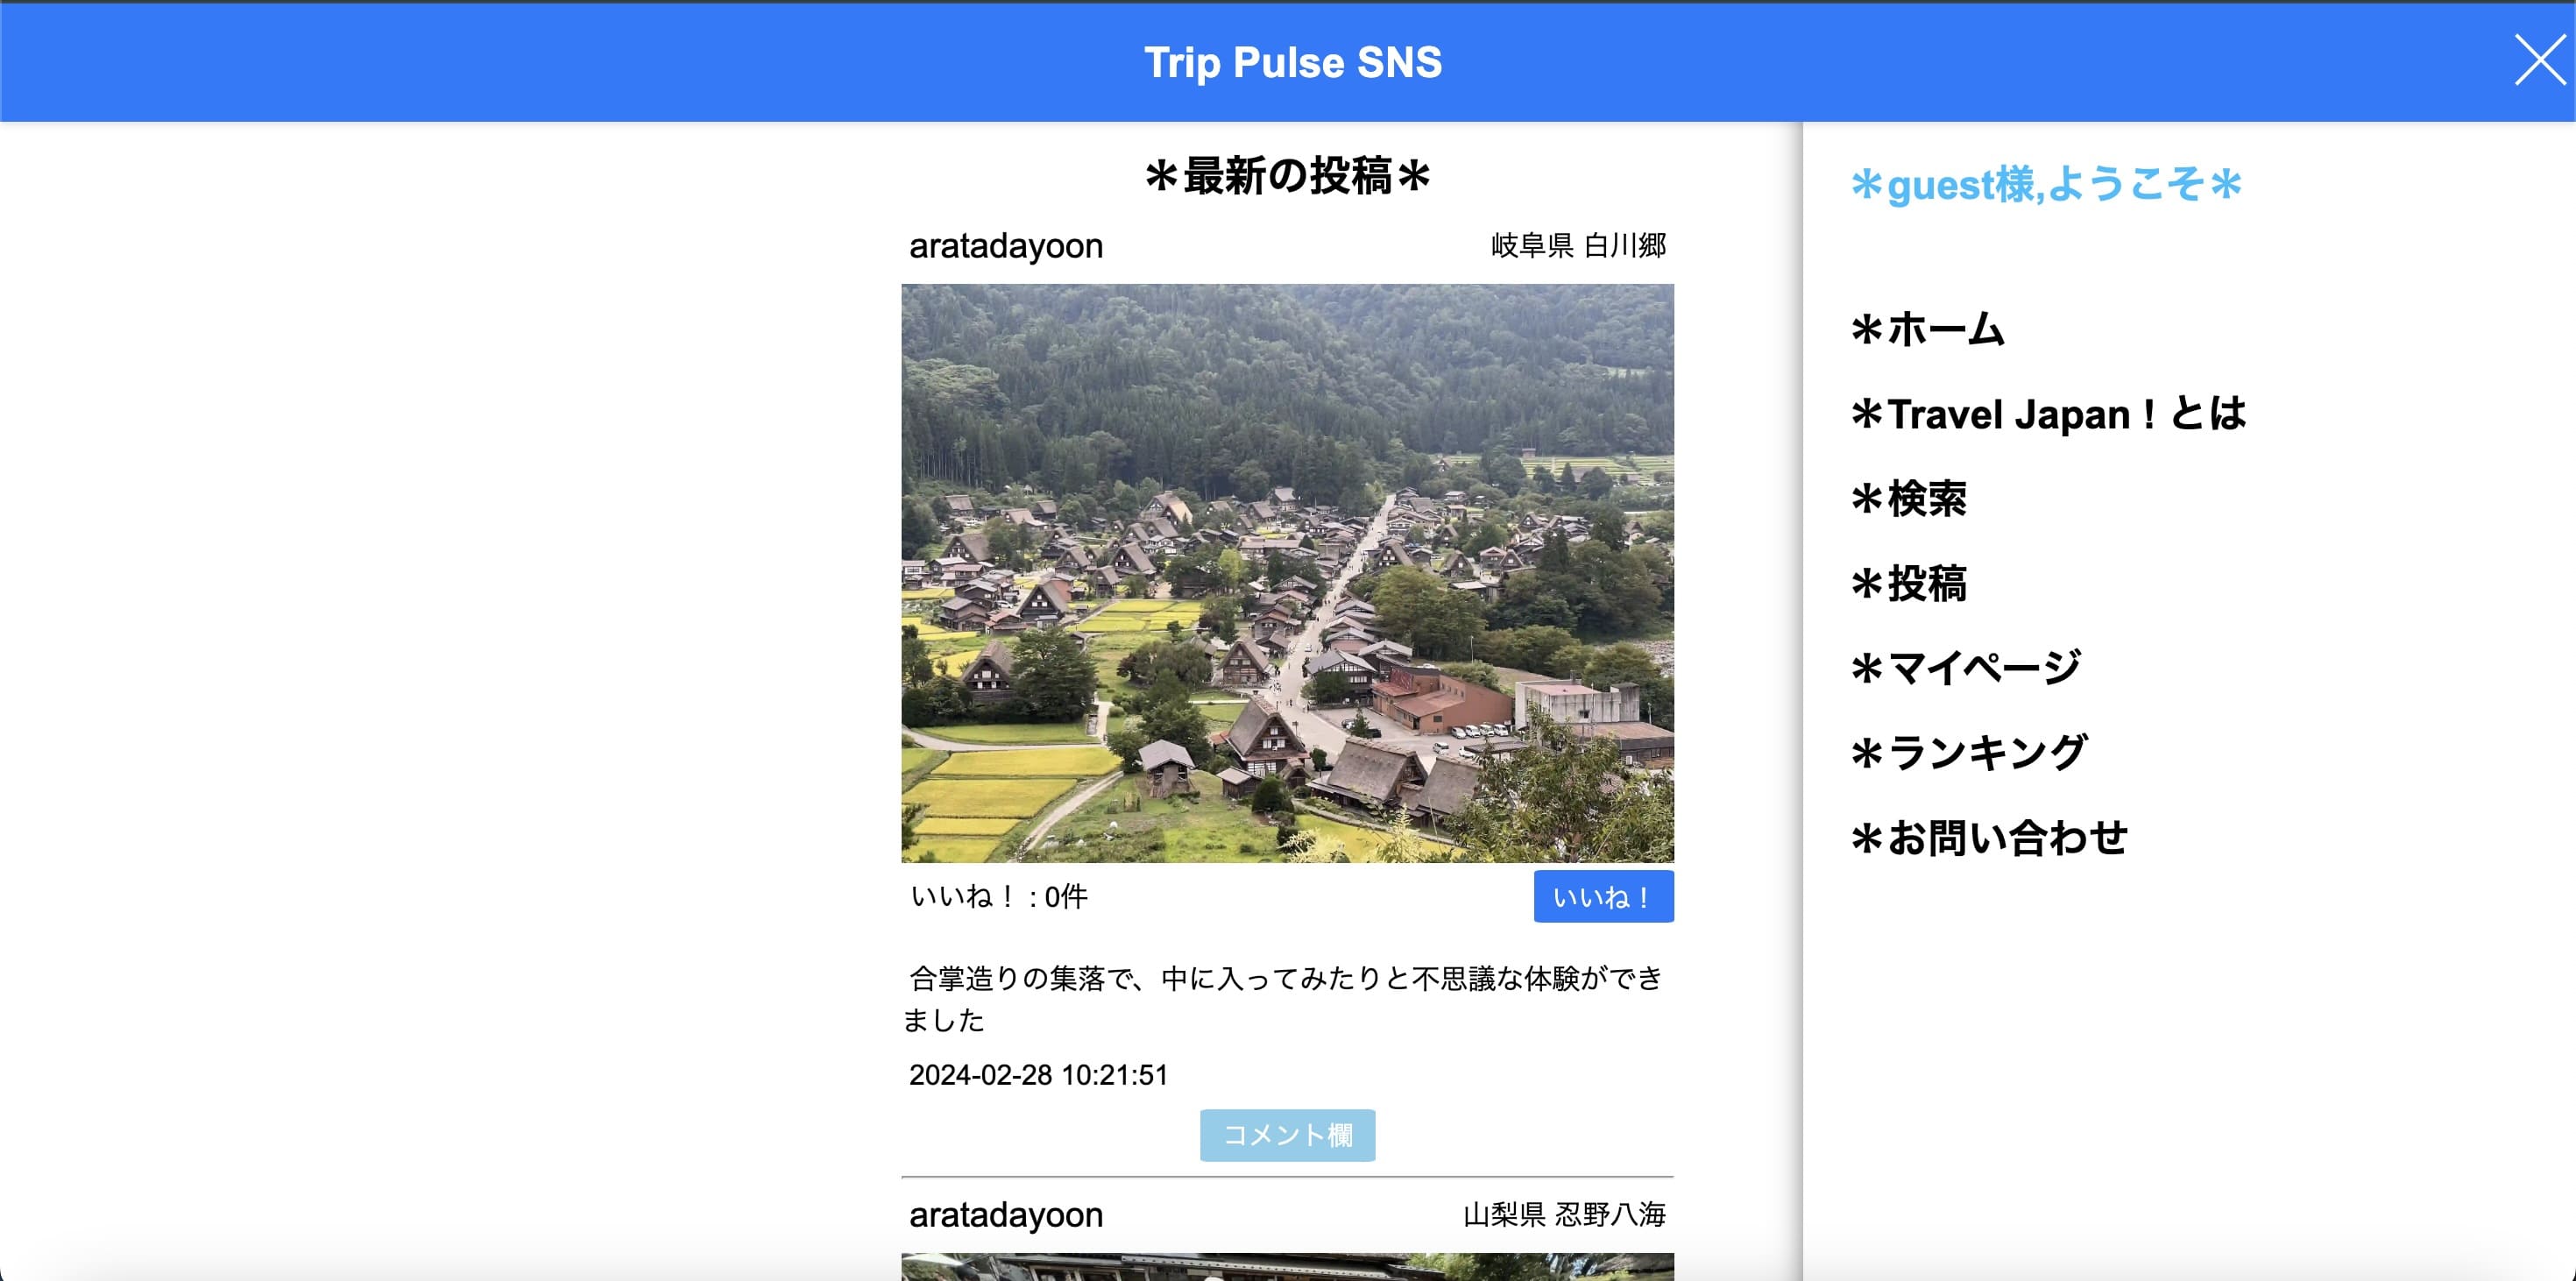 Trip Pulse SNS
＊最新の投稿＊
aratadayoon
岐阜県 白川郷
いいね！ : 0件
いいね！
合掌造りの集落で、中に入ってみたりと不思議な体験ができ
ました
2024-02-28 10:21:51
コメント欄
aratadayoon
山梨県 忍野八海
＊guest様,ようこそ＊
＊ホーム
＊Travel Japan！とは
＊検索
＊投稿
＊マイページ
＊ランキング
＊お問い合わせ